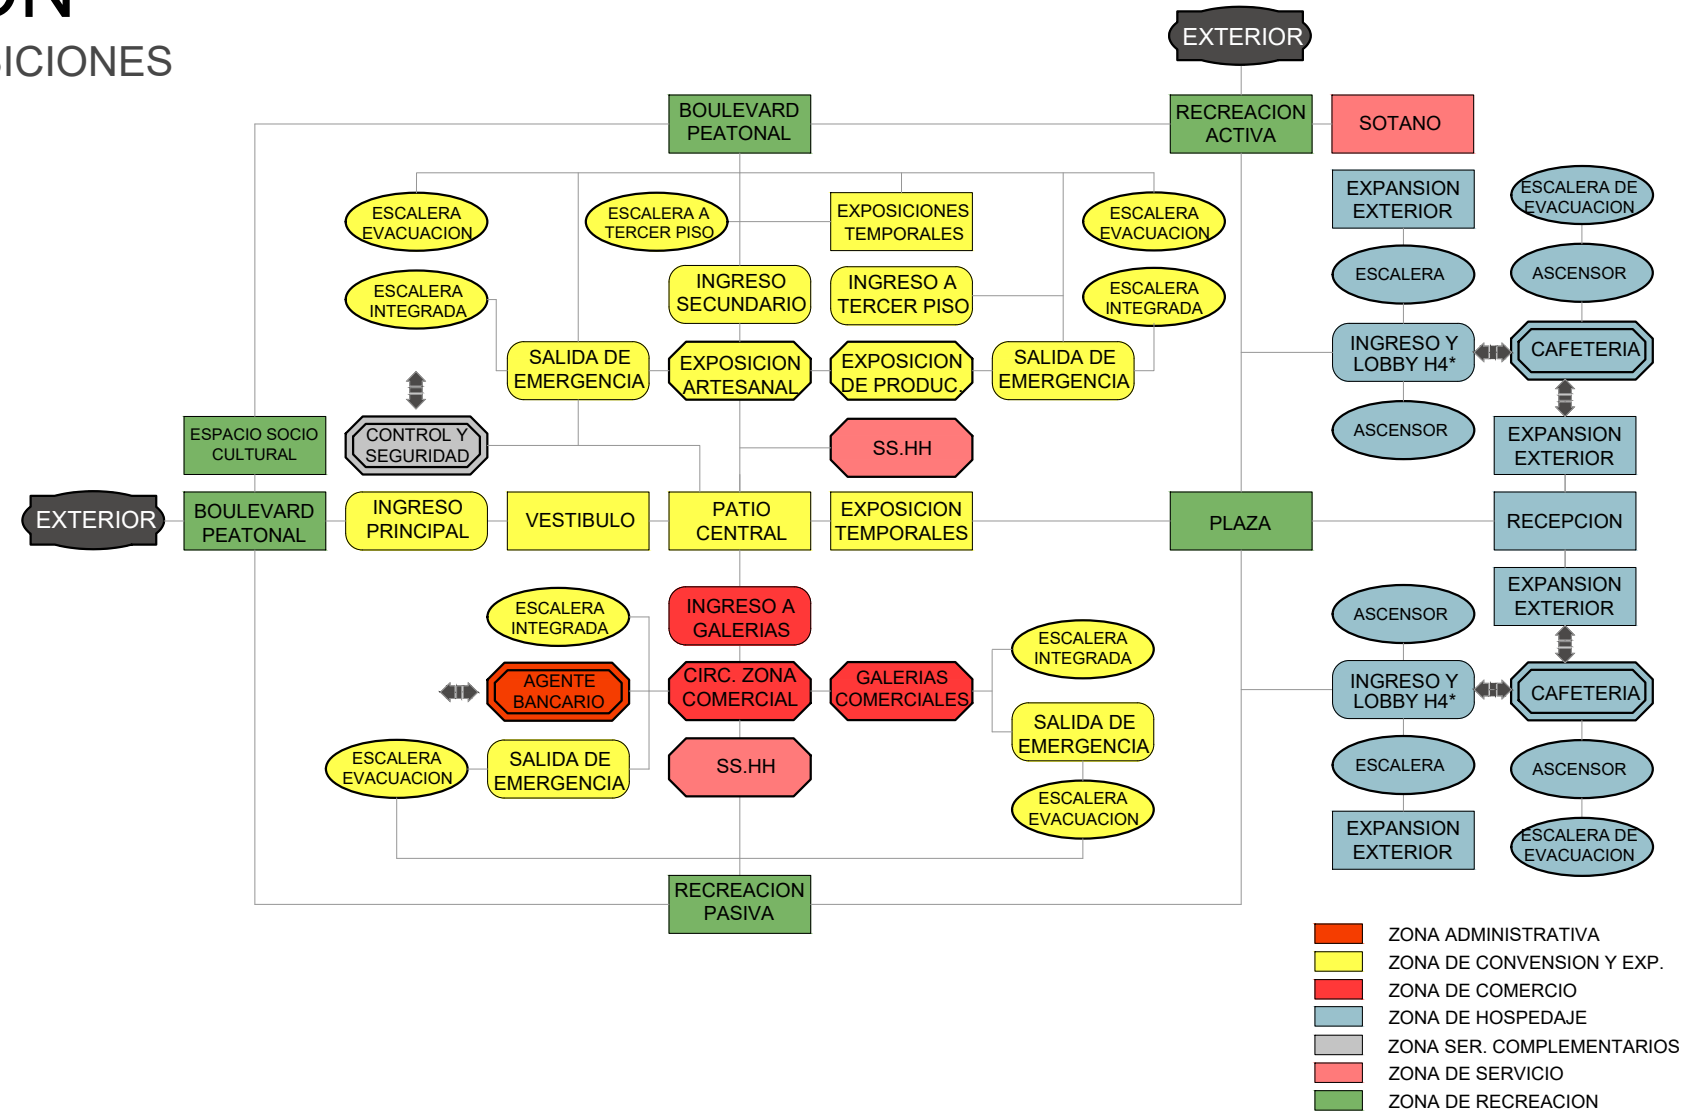 ON
SICIONES
EXTERIOR
BOULEVARD
PEATONAL
RECREACION
ACTIVA
SOTANO
ESCALERA
EVACUACION
ESCALERA A
TERCER PISO
EXPOSICIONES
TEMPORALES
ESCALERA
EVACUACION
EXPANSION
EXTERIOR
ESCALERA DE
EVACUACION
ESCALERA
INTEGRADA
INGRESO
SECUNDARIO
INGRESO A
TERCER PISO
ESCALERA
INTEGRADA
ESCALERA
ASCENSOR
SALIDA DE
EMERGENCIA
EXPOSICION
ARTESANAL
EXPOSICION
DE PRODUC.
SALIDA DE
EMERGENCIA
INGRESO Y
LOBBY H4*
CAFETERIA
ESPACIO SOCIO
CULTURAL
CONTROL Y
SEGURIDAD
SS.HH
ASCENSOR
EXPANSION
EXTERIOR
EXTERIOR
BOULEVARD
PEATONAL
INGRESO
PRINCIPAL
VESTIBULO
PATIO
CENTRAL
EXPOSICION
TEMPORALES
PLAZA
RECEPCION
ESCALERA
INTEGRADA
INGRESO A
GALERIAS
ESCALERA
INTEGRADA
ASCENSOR
EXPANSION
EXTERIOR
AGENTE
BANCARIO
CIRC. ZONA
COMERCIAL
GALERIAS
COMERCIALES
INGRESO Y
LOBBY H4*
CAFETERIA
SALIDA DE
EMERGENCIA
ESCALERA
EVACUACION
SALIDA DE
EMERGENCIA
SS.HH
ESCALERA
ASCENSOR
ESCALERA
EVACUACION
EXPANSION
EXTERIOR
ESCALERA DE
EVACUACION
RECREACION
PASIVA
ZONA ADMINISTRATIVA
ZONA DE CONVENSION Y EXP.
ZONA DE COMERCIO
ZONA DE HOSPEDAJE
ZONA SER. COMPLEMENTARIOS
ZONA DE SERVICIO
ZONA DE RECREACION